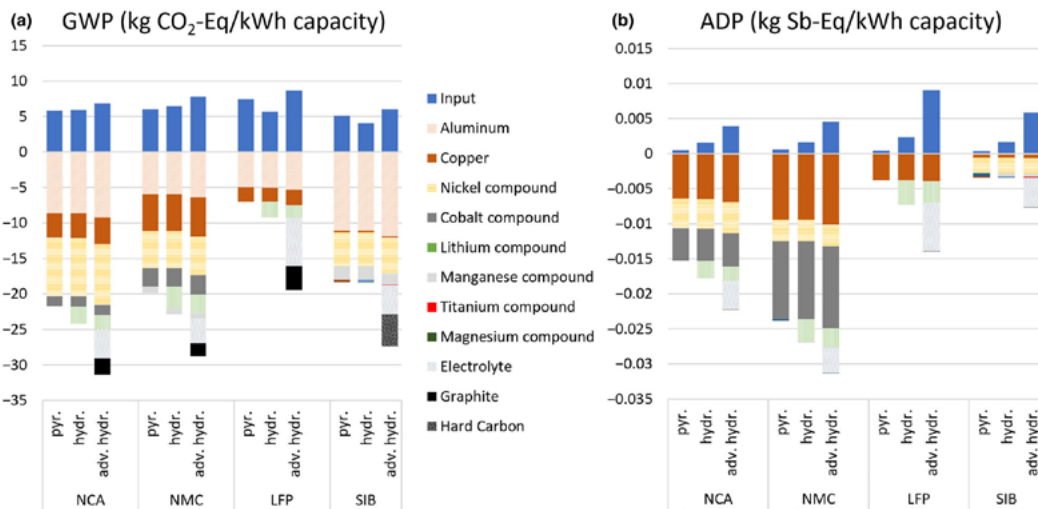 (a) GWP (kg CO₂-Eq/kWh capacity)
15
10
5
0
−5
−10
−15
−20
−25
−30
−35
pyr.
hydr.
adv. hydr.
pyr.
hydr.
adv. hydr.
pyr.
hydr.
adv. hydr.
pyr.
hydr.
adv. hydr.
NCA NMC LFP SIB
Input
Aluminum
Copper
Nickel compound
Cobalt compound
Lithium compound
Manganese compound
Titanium compound
Magnesium compound
Electrolyte
Graphite
Hard Carbon
(b) ADP (kg Sb-Eq/kWh capacity)
0.015
0.01
0.005
0
−0.005
−0.01
−0.015
−0.02
−0.025
−0.03
−0.035
pyr.
hydr.
adv. hydr.
pyr.
hydr.
adv. hydr.
pyr.
hydr.
adv. hydr.
pyr.
hydr.
adv. hydr.
NCA NMC LFP SIB